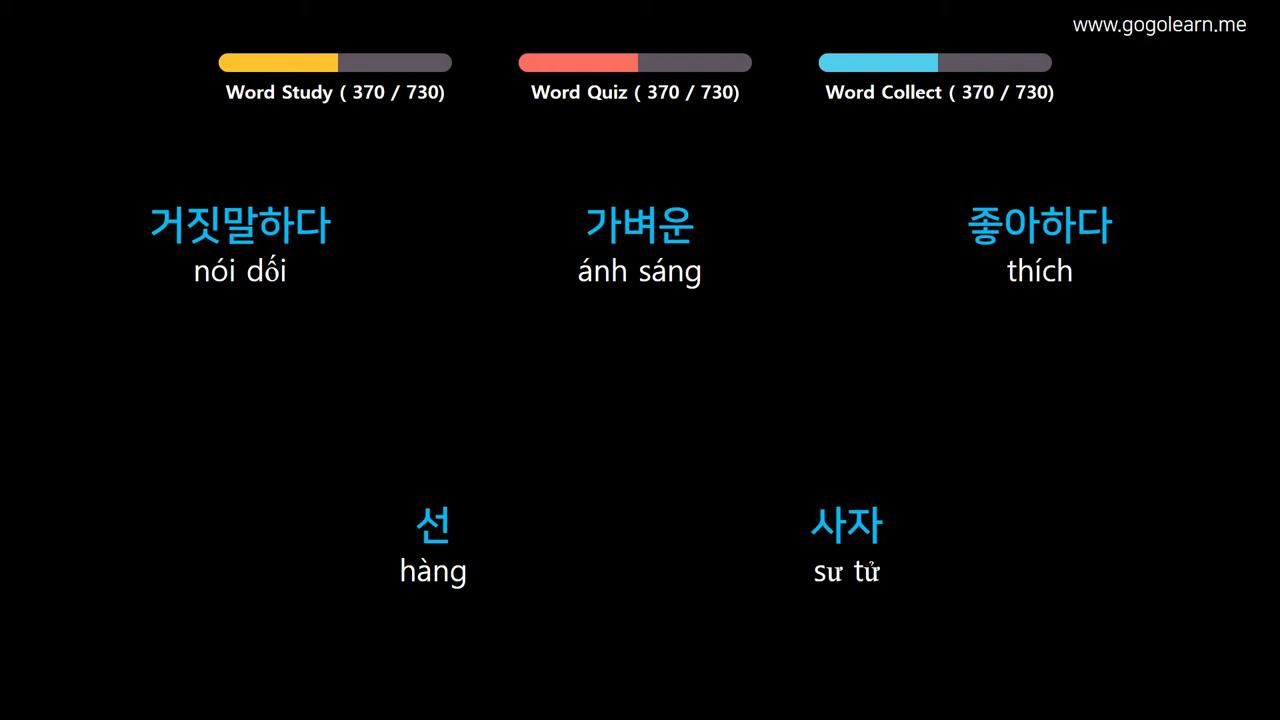 www.gogolearn.me
Word Study ( 370 / 730)
Word Quiz ( 370 / 730)
Word Collect ( 370 / 730)
거짓말하다
nói dối
가벼운
ánh sáng
좋아하다
thích
선
hàng
사자
sư tử